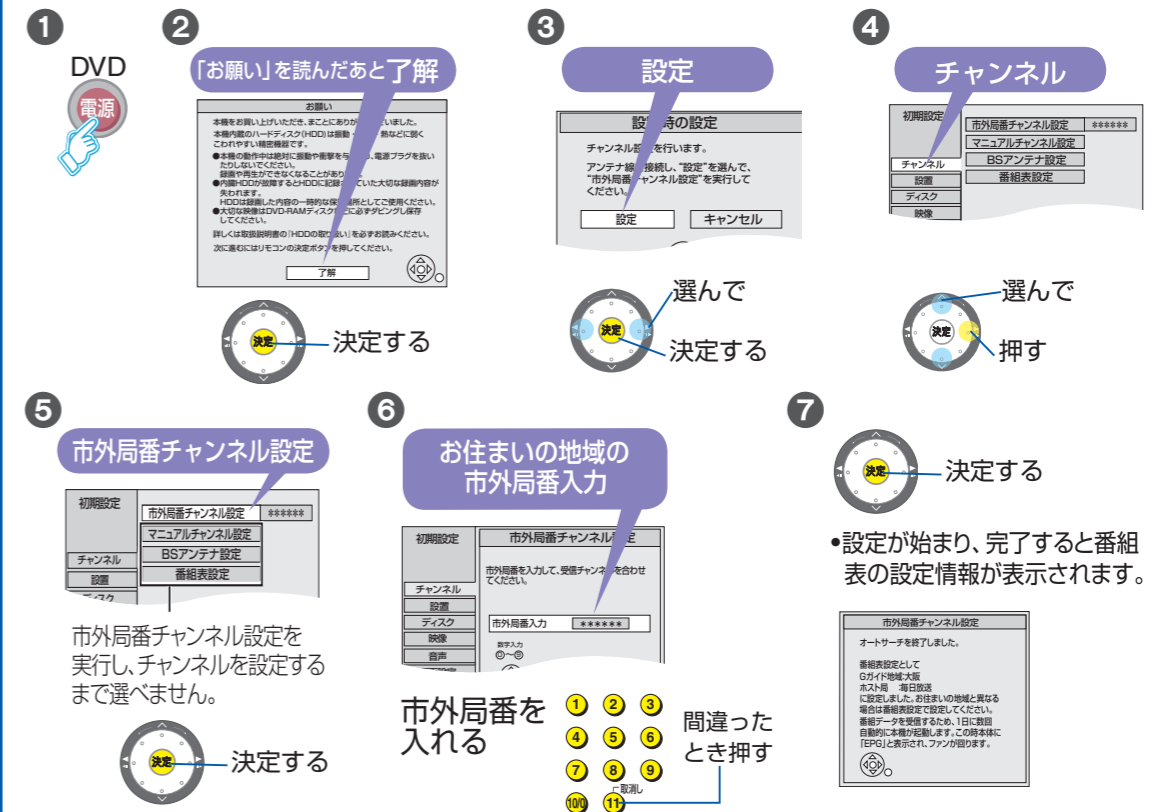 ❶
DVD
電源
❷
「お願い」を読んだあと了解
お願い
本機をお買い上げいただき、まことにありが いました。
本機内蔵のハードディスク(HDD)は振動・ 熱などに弱く
こわれやすい精密機器です。
●本機の動作中は絶対に振動や衝撃を与 、電源プラグを抜い
たりしないでください。
録画や再生ができなくなることがあり
●内蔵HDDが故障するとHDDに記録 ていた大切な録画内容が
失われます。
HDDは録画した内容の一時的な保 場所としてご使用ください。
●大切な映像はDVD-RAMディスク に必ずダビングし保存
してください。
詳しくは取扱説明書の「HDDの取り扱い」を必ずお読みください。
次に進むにはリモコンの決定ボタンを押してください。
了解
決定
決定する
❸
設定
設 時の設定
チャンネル設定を行います。
アンテナ線 接続し、“設定”を選んで、
“市外局番 ャンネル設定”を実行して
ください。
設定
キャンセル
選んで
決定
決定する
❹
チャンネル
初期設定
市外局番チャンネル設定 ******
マニュアルチャンネル設定
チャンネル
BSアンテナ設定
設置
番組表設定
ディスク
映像
選んで
決定
押す
❺
市外局番チャンネル設定
初期設定
市外局番チャンネル設定 ******
マニュアルチャンネル設定
チャンネル
BSアンテナ設定
設置
番組表設定
ディスク
市外局番チャンネル設定を
実行し、チャンネルを設定する
まで選べません。
決定
決定する
❻
お住まいの地域の
市外局番入力
初期設定
市外局番チャンネル 定
市外局番を入力して、受信チャンネルを合わせ
てください。
チャンネル
設置
ディスク
市外局番入力 ******
映像
数字入力
音声
⓪~⑨
市外局番を
入れる
1 2 3
4 5 6
7 8 9
取消し
10/0 11
間違った
とき押す
❼
決定
決定する
•設定が始まり、完了すると番組
表の設定情報が表示されます。
市外局番チャンネル設定
オートサーチを終了しました。
番組表設定として
Gガイド地域:大阪
ホスト局 :毎日放送
に設定しました。お住まいの地域と異なる
場合は番組表設定で設定してください。
番組データを受信するため、1日に数回
自動的に本機が起動します。この時本体に
「EPG」と表示され、ファンが回ります。